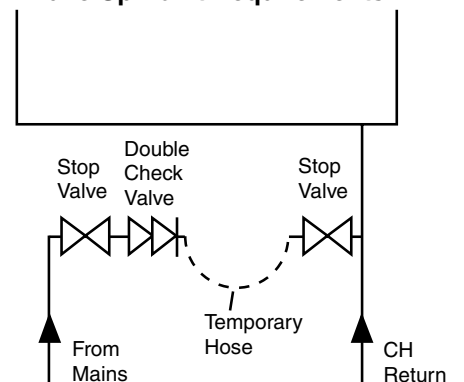 Stop
Valve
Double
Check
Valve
Stop
Valve
Temporary
Hose
From
Mains
CH
Return